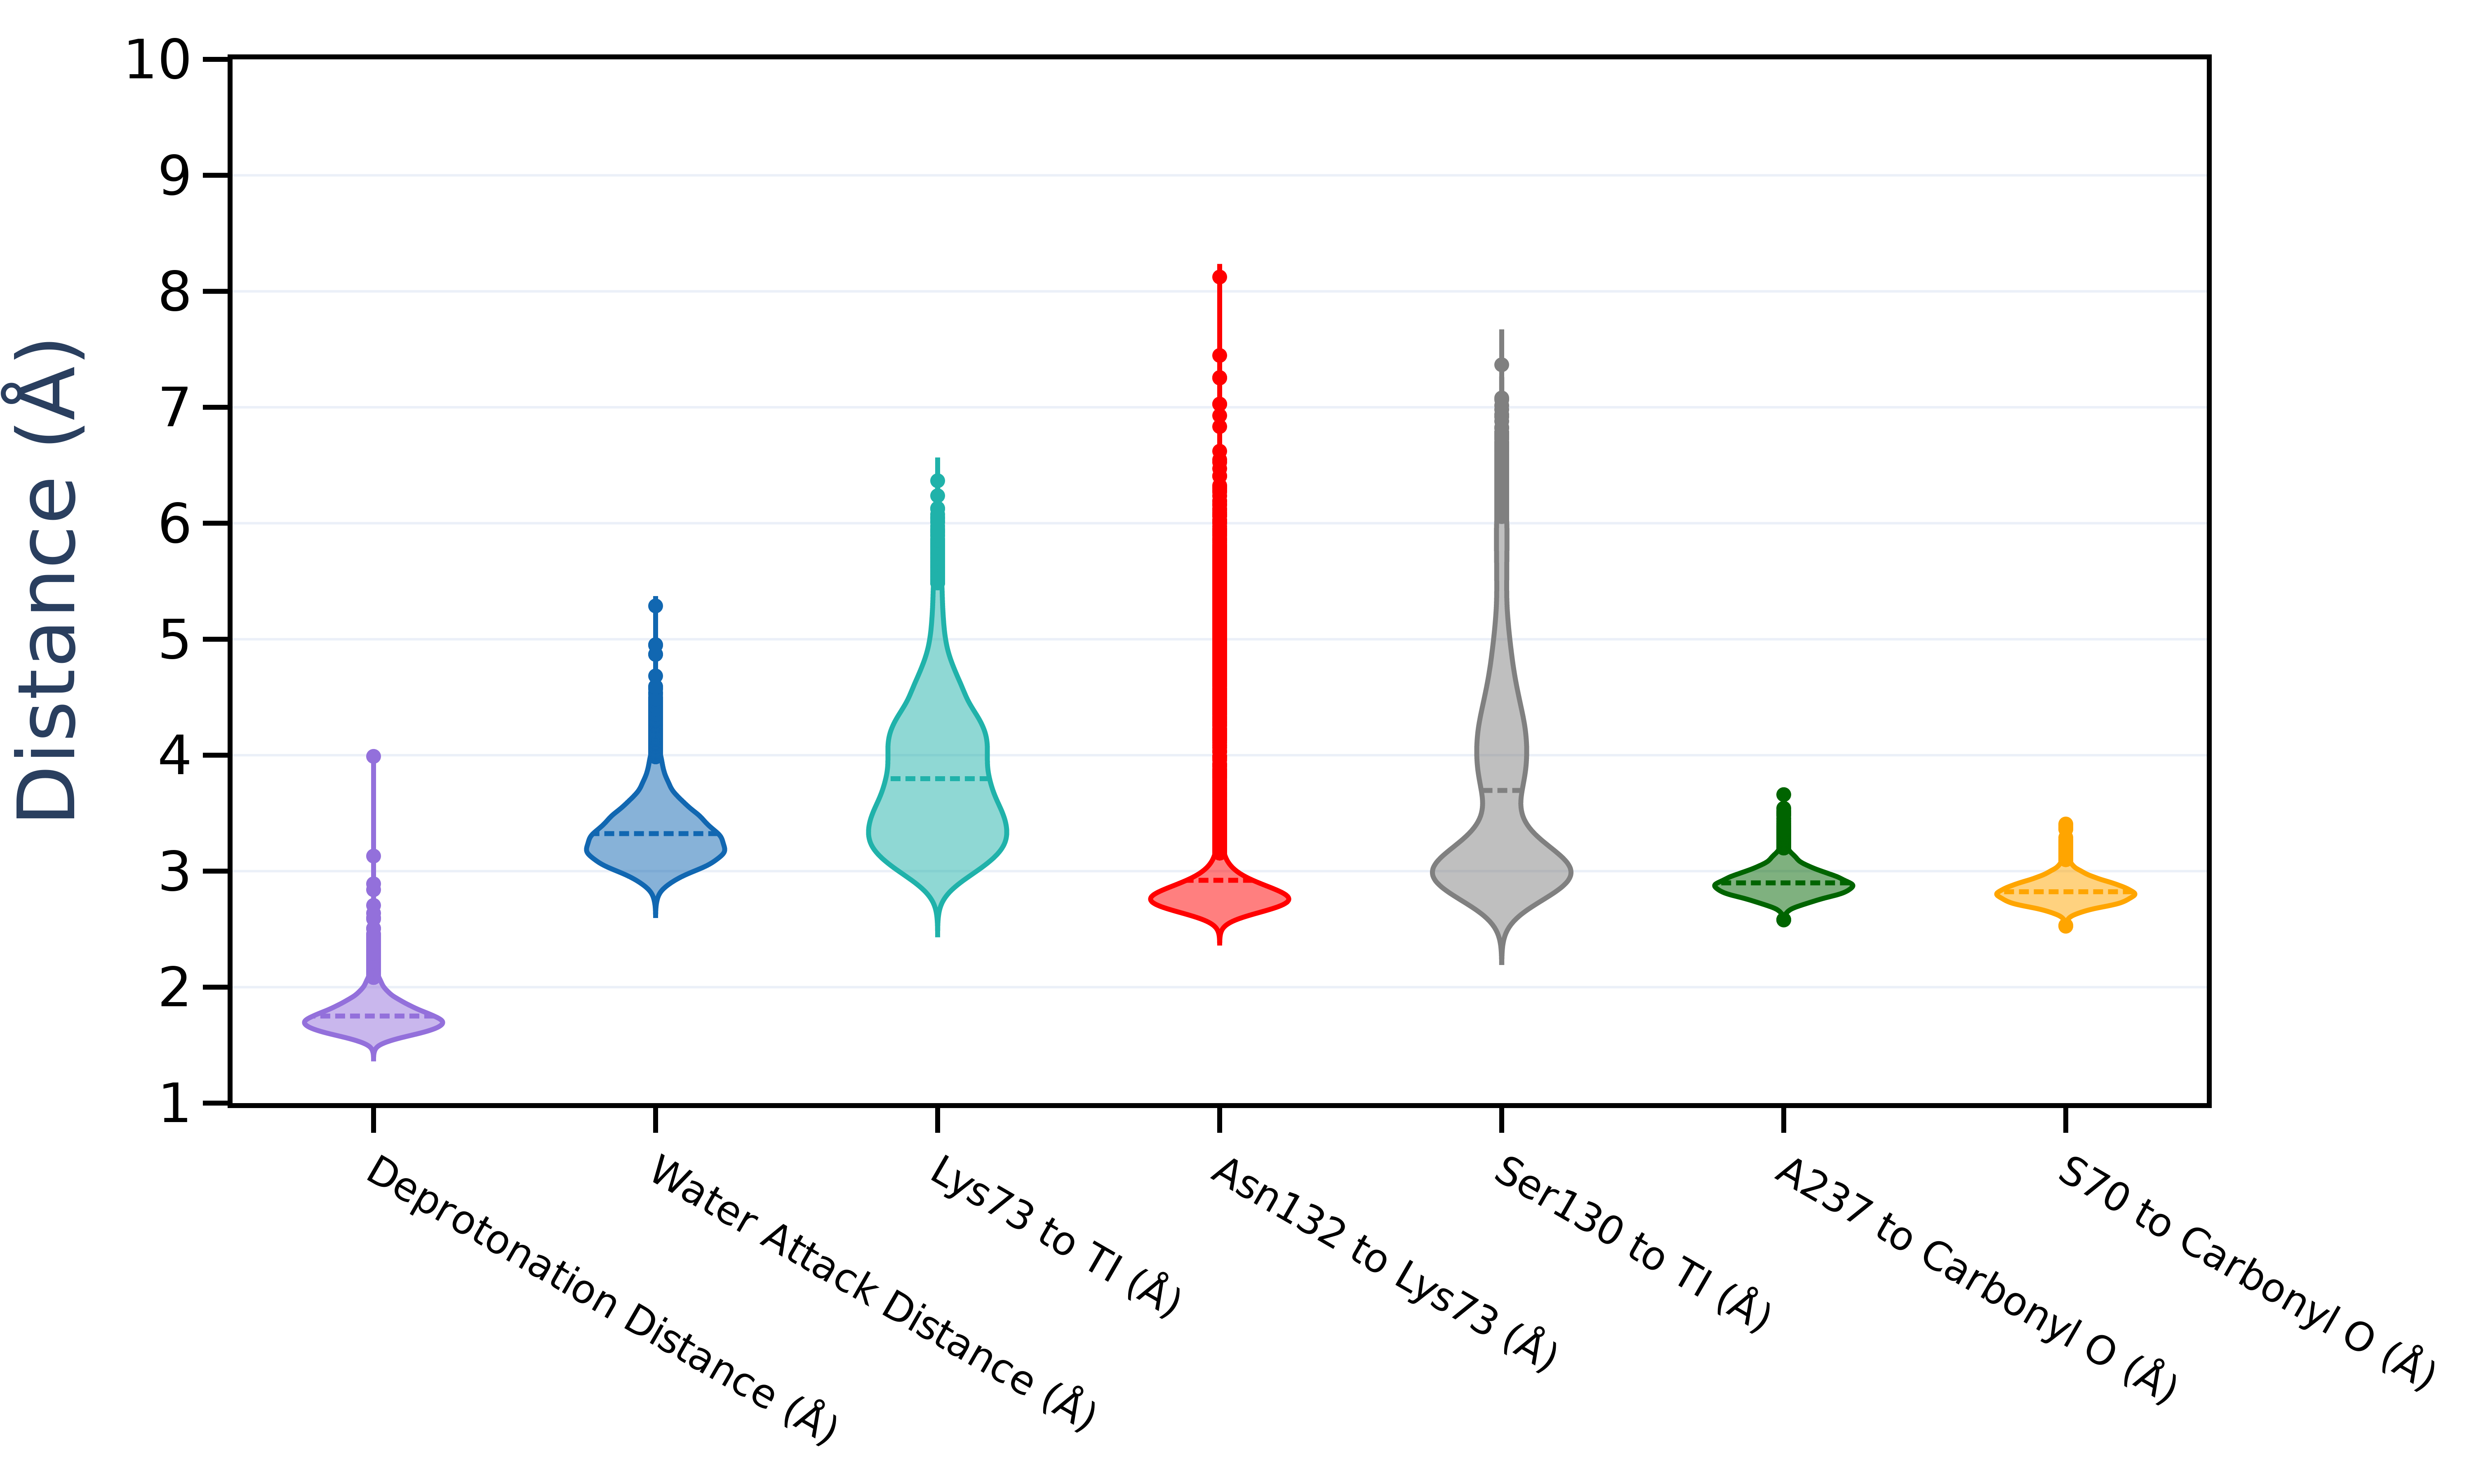 10
9
8
7
6
5
4
3
2
1
Distance (Å)
Deprotonation Distance (Å)
Water Attack Distance (Å)
Lys73 to TI (Å)
Asn132 to Lys73 (Å)
Ser130 to TI (Å)
A237 to Carbonyl O (Å)
S70 to Carbonyl O (Å)